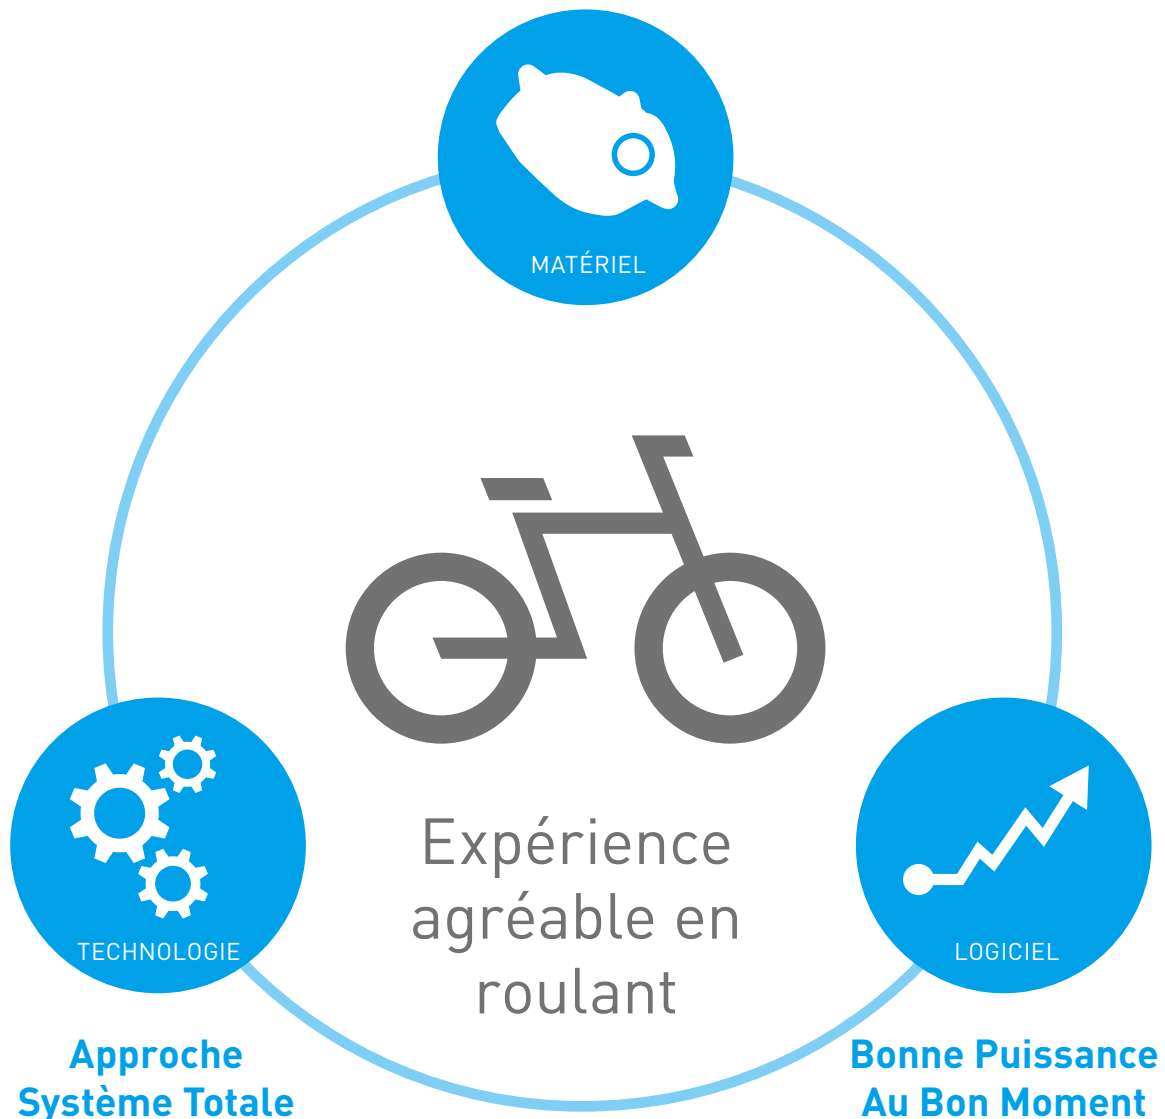 MATÉRIEL
Expérience
agréable en
roulant
TECHNOLOGIE
Approche
Système Totale
LOGICIEL
Bonne Puissance
Au Bon Moment